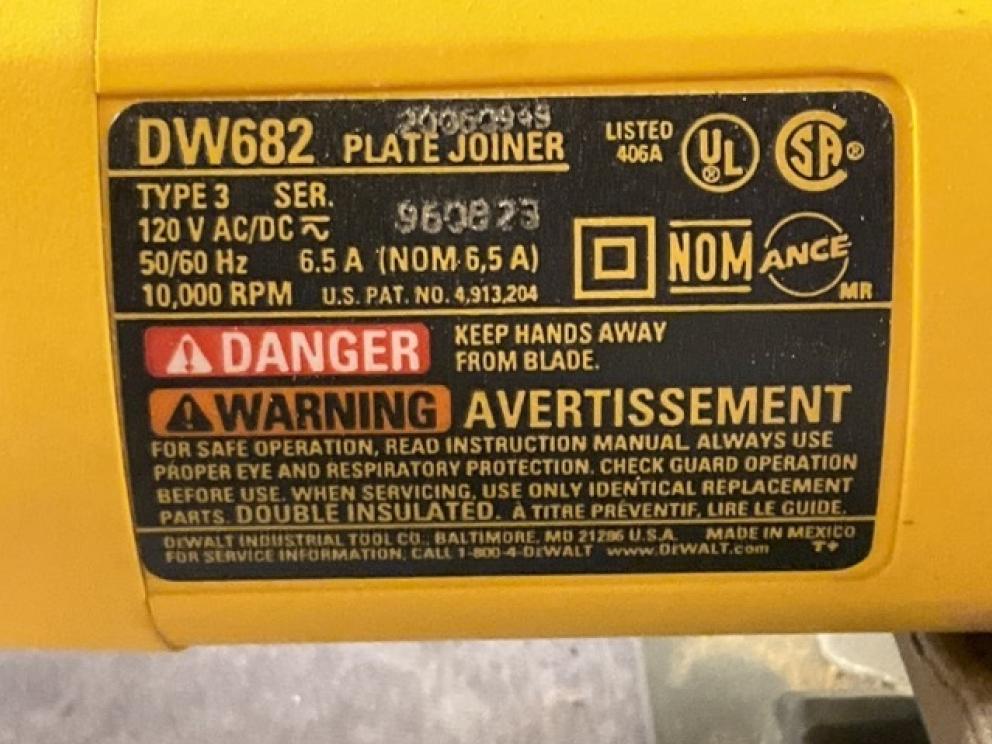 DW682 PLATE JOINER
LISTED 406A UL ® SA ®
TYPE 3 SER. 960823
120 V AC/DC
50/60 Hz 6.5 A (NOM 6,5 A)
10,000 RPM U.S. PAT. NO. 4,913,204
NOM ANCE MR
DANGER KEEP HANDS AWAY
FROM BLADE.
WARNING AVERTISSEMENT
FOR SAFE OPERATION, READ INSTRUCTION MANUAL. ALWAYS USE
PROPER EYE AND RESPIRATORY PROTECTION. CHECK GUARD OPERATION
BEFORE USE. WHEN SERVICING, USE ONLY IDENTICAL REPLACEMENT
PARTS. DOUBLE INSULATED. À TITRE PRÉVENTIF, LIRE LE GUIDE.
DEWALT INDUSTRIAL TOOL CO., BALTIMORE, MD 21286 U.S.A. MADE IN MEXICO
FOR SERVICE INFORMATION, CALL 1-800-4-DEWALT www.DEWALT.com T+